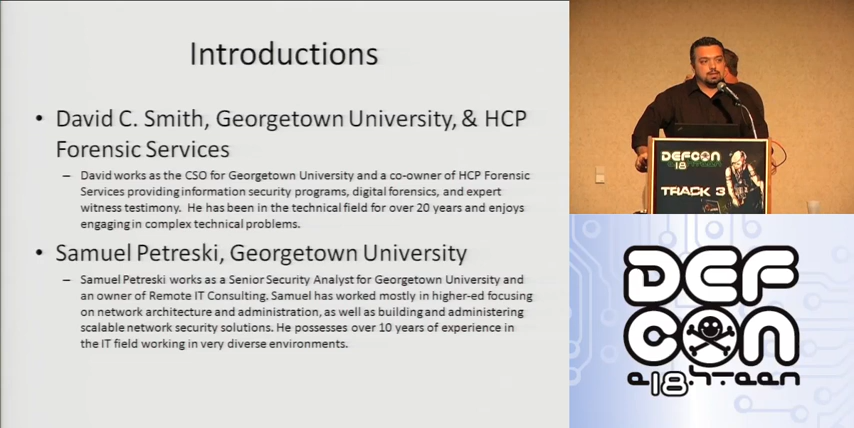 Introductions
• David C. Smith, Georgetown University, & HCP
Forensic Services
– David works as the CSO for Georgetown University and a co-owner of HCP Forensic
Services providing information security programs, digital forensics, and expert
witness testimony. He has been in the technical field for over 20 years and enjoys
engaging in complex technical problems.
• Samuel Petreski, Georgetown University
– Samuel Petreski works as a Senior Security Analyst for Georgetown University and
an owner of Remote IT Consulting. Samuel has worked mostly in higher-ed focusing
on network architecture and administration, as well as building and administering
scalable network security solutions. He possesses over 10 years of experience in
the IT field working in very diverse environments.
DEFCON
18
TRACK 3
DEF
CON
e18h-teen